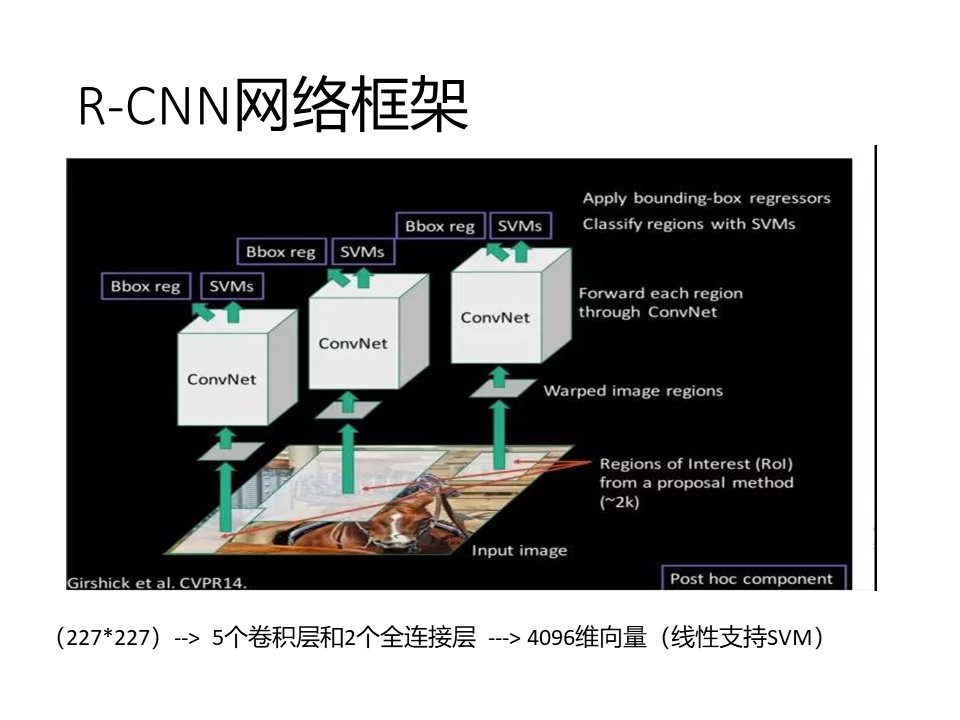 R-CNN网络框架
Apply bounding-box regressors
Classify regions with SVMs
Bbox reg SVMs
Bbox reg SVMs
Bbox reg SVMs
Forward each region
through ConvNet
ConvNet
ConvNet
ConvNet
Warped image regions
Regions of Interest (RoI)
from a proposal method
(~2k)
Input image
Girshick et al. CVPR14.
Post hoc component
（227*227）--> 5个卷积层和2个全连接层 ---> 4096维向量（线性支持SVM）